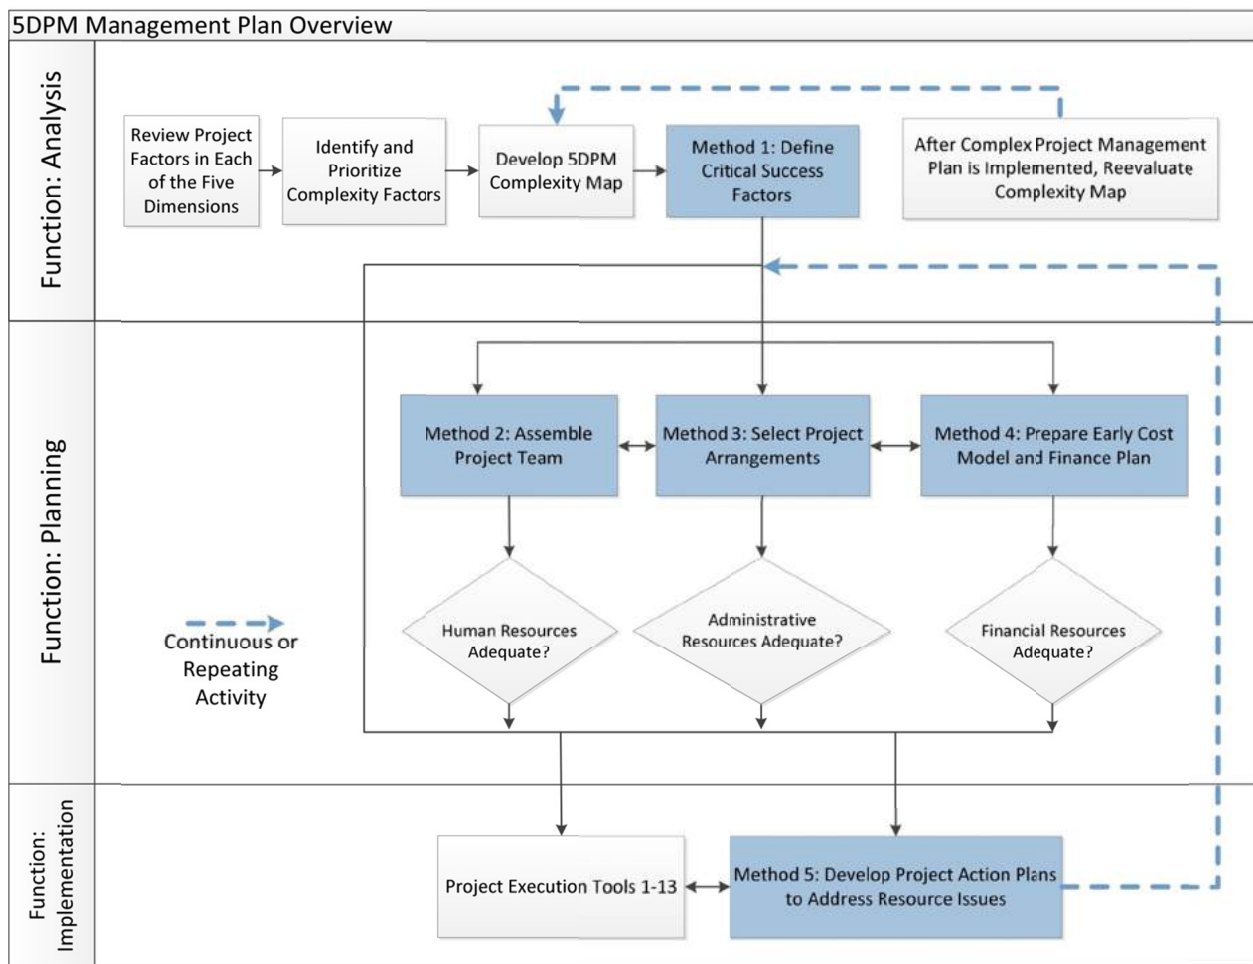 5DPM Management Plan Overview
Function: Analysis
Review Project
Factors in Each
of the Five
Dimensions
Identify and
Prioritize
Complexity Factors
Develop 5DPM
Complexity Map
Method 1: Define
Critical Success
Factors
After Complex Project Management
Plan is Implemented, Reevaluate
Complexity Map
Function: Planning
Method 2: Assemble
Project Team
Method 3: Select Project
Arrangements
Method 4: Prepare Early Cost
Model and Finance Plan
Human Resources
Adequate?
Administrative
Resources Adequate?
Financial Resources
Adequate?
Continuous or
Repeating
Activity
Function:
Implementation
Project Execution Tools 1-13
Method 5: Develop Project Action Plans
to Address Resource Issues